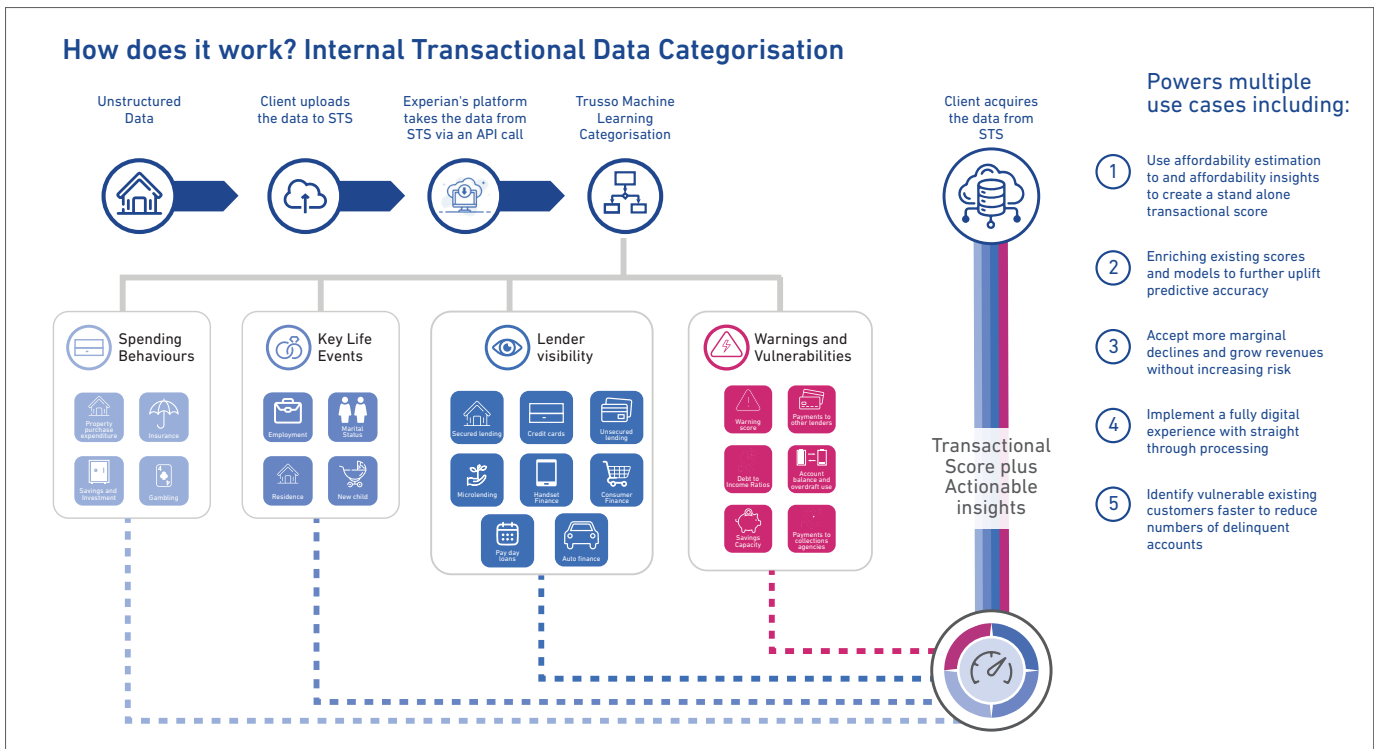 How does it work? Internal Transactional Data Categorisation
Unstructured
Data
Client uploads
the data to STS
Experian's platform
takes the data from
STS via an API call
Trusso Machine
Learning
Categorisation
Client acquires
the data from
STS
Powers multiple
use cases including:
1
Use affordability estimation
to and affordability insights
to create a stand alone
transactional score
2
Enriching existing scores
and models to further uplift
predictive accuracy
3
Accept more marginal
declines and grow revenues
without increasing risk
4
Implement a fully digital
experience with straight
through processing
5
Identify vulnerable existing
customers faster to reduce
numbers of delinquent
accounts
Spending
Behaviours
Property
purchase
expenditure
Insurance
Savings and
Investment
Gambling
Key Life
Events
Employment
Marital
Status
Residence
New child
Lender
visibility
Secured lending
Credit cards
Unsecured
lending
Microlending
Handset
Finance
Consumer
Finance
Pay day
loans
Auto finance
Warnings and
Vulnerabilities
Warning
score
Payments to
other lenders
Debt to
Income Ratios
Account
balance and
overdraft use
Savings
Capacity
Payments to
collections
agencies
Transactional
Score plus
Actionable
insights